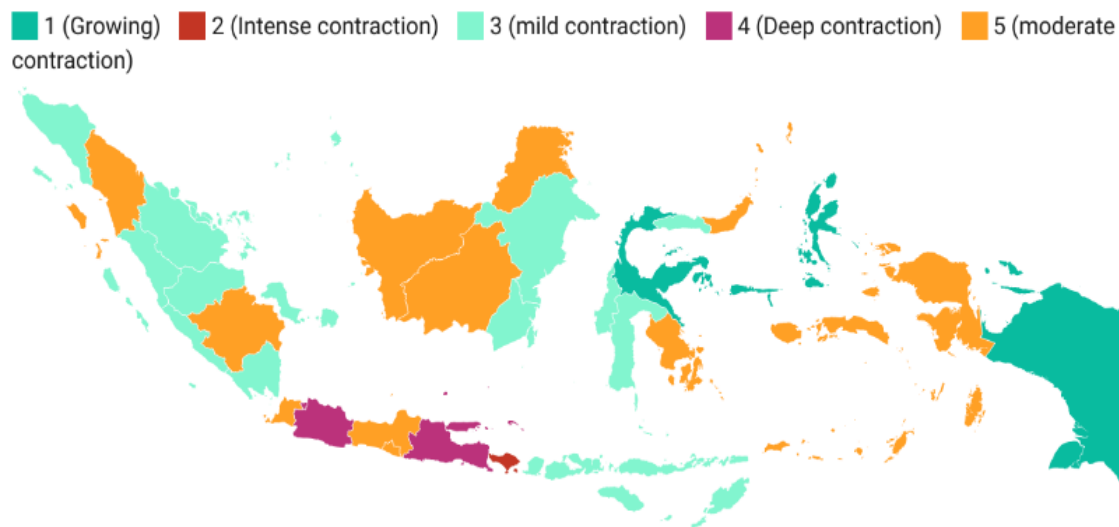 1 (Growing) 2 (Intense contraction) 3 (mild contraction) 4 (Deep contraction) 5 (moderate
contraction)